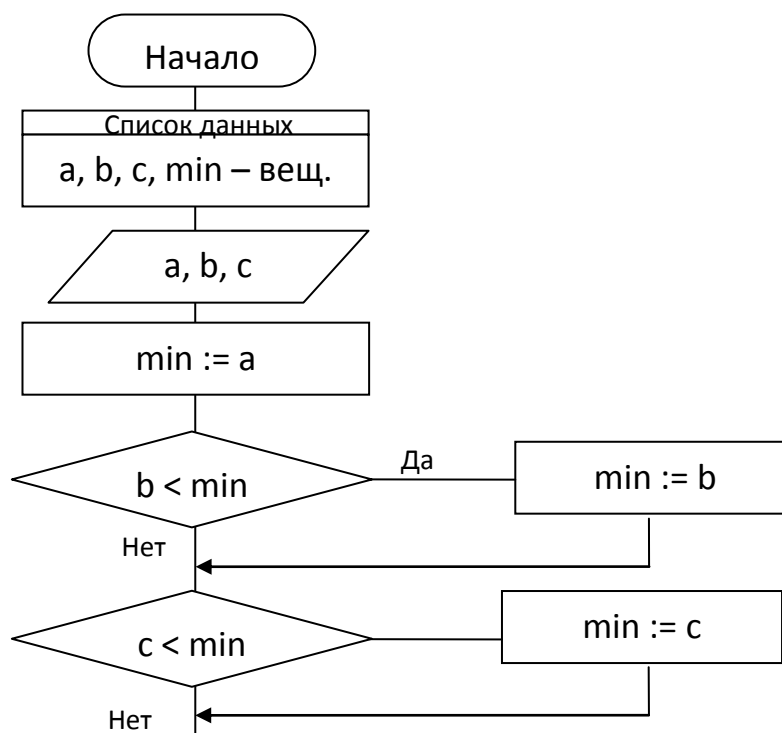 Начало
Список данных
a, b, c, min – вещ.
a, b, c
min := a
b < min
Да
min := b
Нет
c < min
min := c
Нет